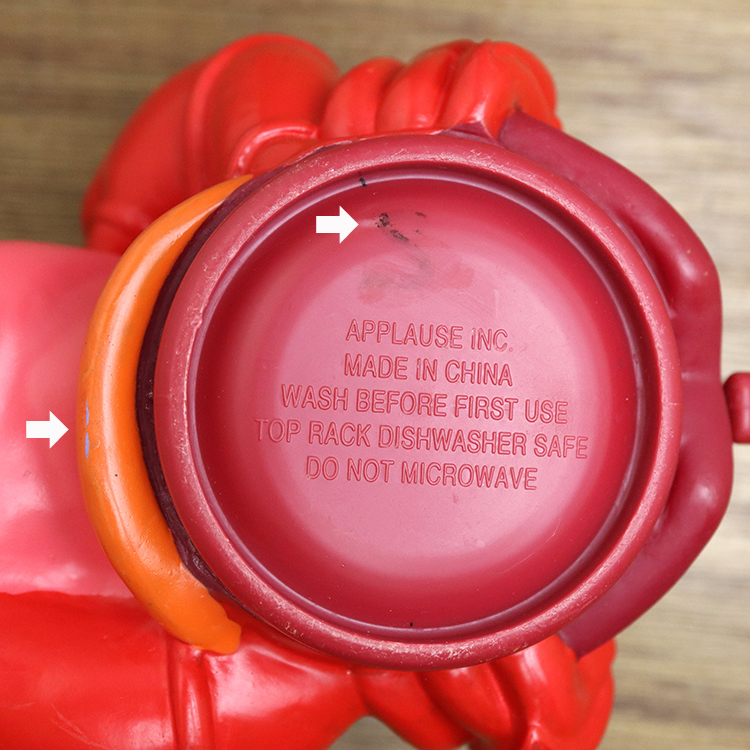 APPLAUSE INC.
MADE IN CHINA
WASH BEFORE FIRST USE
TOP RACK DISHWASHER SAFE
DO NOT MICROWAVE